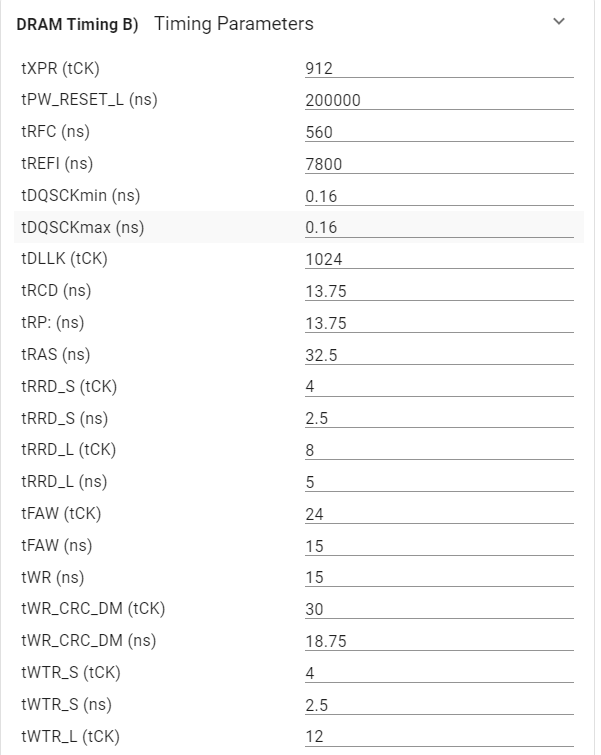 DRAM Timing B) Timing Parameters
tXPR (tCK) 912
tPW_RESET_L (ns) 200000
tRFC (ns) 560
tREFI (ns) 7800
tDQSCKmin (ns) 0.16
tDQSCKmax (ns) 0.16
tDLLK (tCK) 1024
tRCD (ns) 13.75
tRP: (ns) 13.75
tRAS (ns) 32.5
tRRD_S (tCK) 4
tRRD_S (ns) 2.5
tRRD_L (tCK) 8
tRRD_L (ns) 5
tFAW (tCK) 24
tFAW (ns) 15
tWR (ns) 15
tWR_CRC_DM (tCK) 30
tWR_CRC_DM (ns) 18.75
tWTR_S (tCK) 4
tWTR_S (ns) 2.5
tWTR_L (tCK) 12